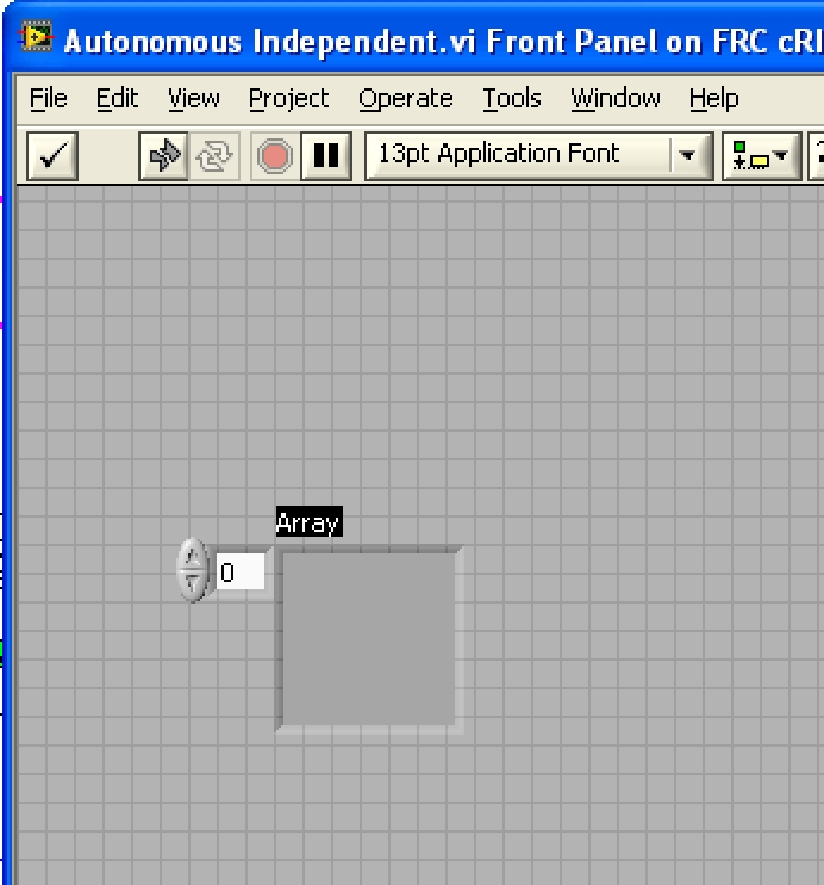 Autonomous Independent.vi Front Panel on FRC cRI
File Edit View Project Operate Tools Window Help
13pt Application Font
Array
0